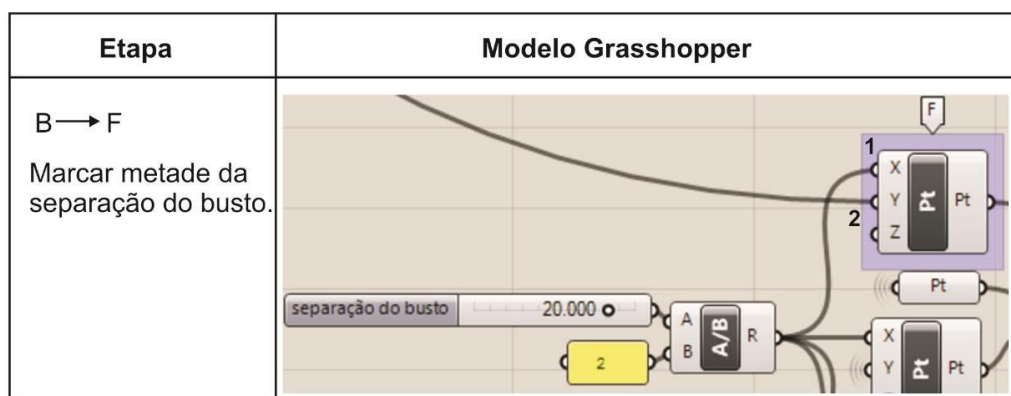 Etapa
Modelo Grasshopper
B → F
Marcar metade da
separação do busto.
F
1
X
Y
Z
Pt
Pt
2
Pt
separação do busto
20.000
A
B
A/B
R
2
X
Y
Pt
Pt